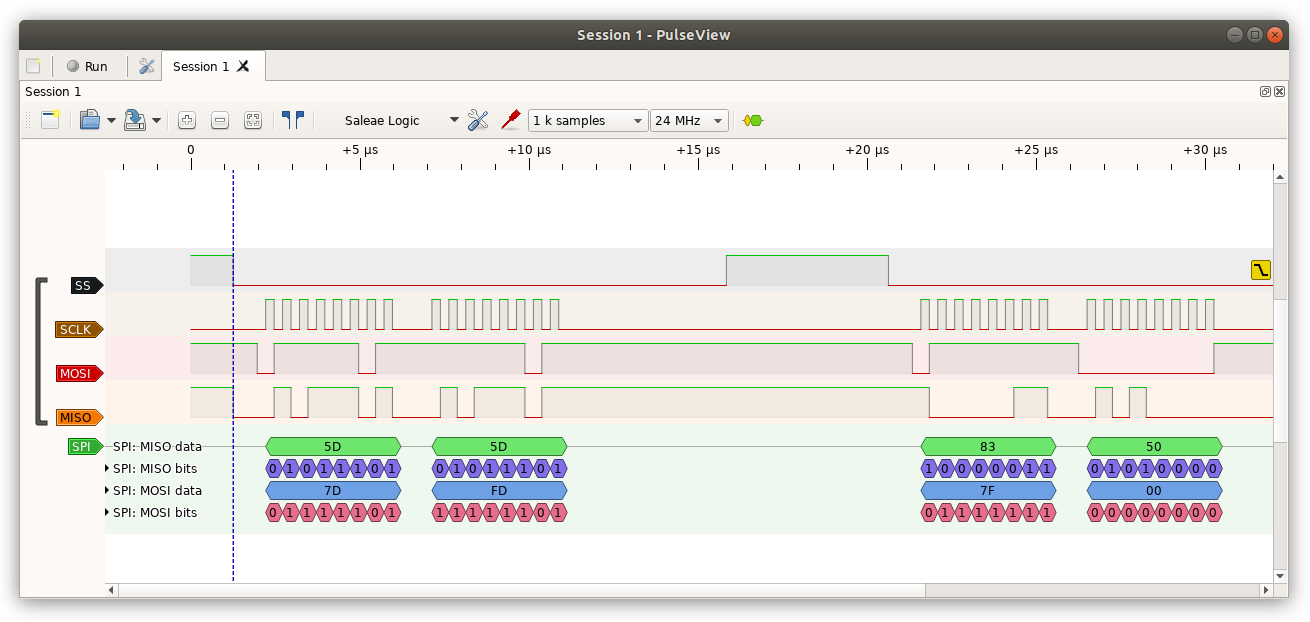 Session 1 - PulseView
Run
Session 1
Session 1
Saleae Logic
1 k samples
24 MHz
0 +5 µs +10 µs +15 µs +20 µs +25 µs +30 µs
SS
SCLK
MOSI
MISO
SPI SPI: MISO data 5D 5D 83 50
SPI: MISO bits 0 1 0 1 1 1 0 1 0 1 0 1 1 1 0 1 1 0 0 0 0 0 1 1 0 1 0 1 0 0 0 0
SPI: MOSI data 7D FD 7F 00
SPI: MOSI bits 0 1 1 1 1 1 0 1 1 1 1 1 1 1 0 1 0 1 1 1 1 1 1 1 0 0 0 0 0 0 0 0